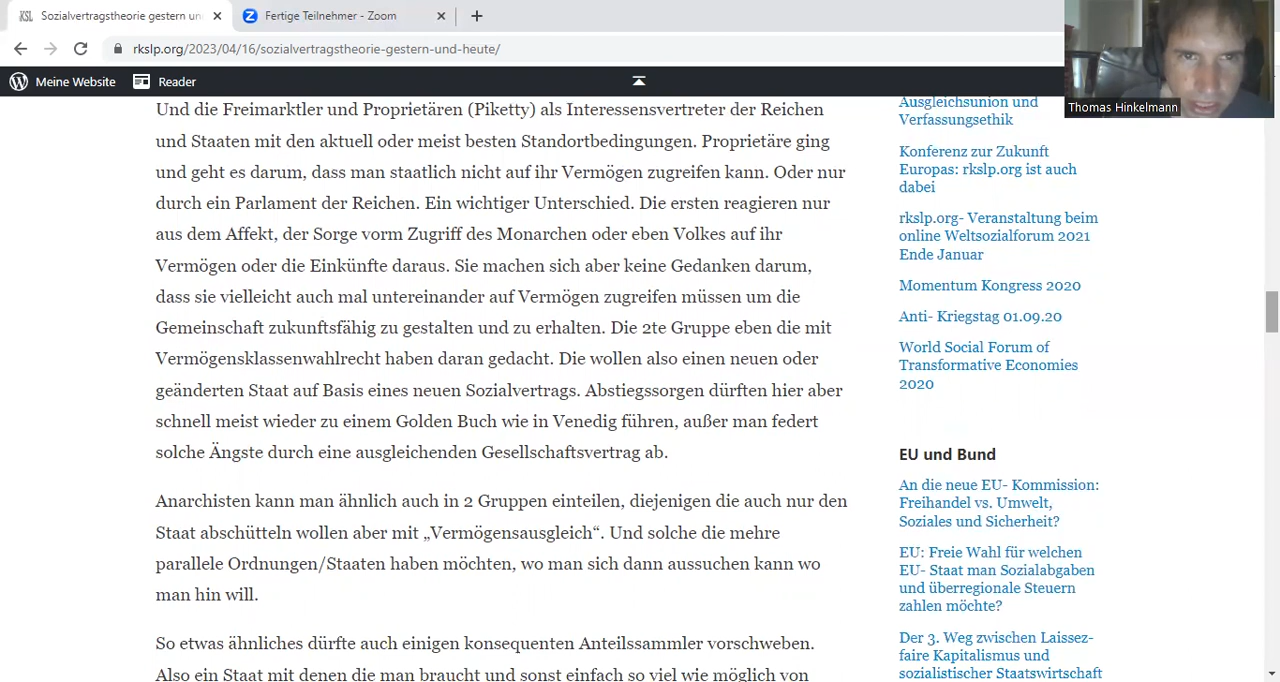 Sozialvertragstheorie gestern un
Fertige Teilnehmer - Zoom
rkslp.org/2023/04/16/sozialvertragstheorie-gestern-und-heute/
Meine Website
Reader
Thomas Hinkelmann
Und die Freimarktler und Proprietären (Piketty) als Interessensvertreter der Reichen
und Staaten mit den aktuell oder meist besten Standortbedingungen. Proprietäre ging
und geht es darum, dass man staatlich nicht auf ihr Vermögen zugreifen kann. Oder nur
durch ein Parlament der Reichen. Ein wichtiger Unterschied. Die ersten reagieren nur
aus dem Affekt, der Sorge vorm Zugriff des Monarchen oder eben Volkes auf ihr
Vermögen oder die Einkünfte daraus. Sie machen sich aber keine Gedanken darum,
dass sie vielleicht auch mal untereinander auf Vermögen zugreifen müssen um die
Gemeinschaft zukunftsfähig zu gestalten und zu erhalten. Die 2te Gruppe eben die mit
Vermögensklassenwahlrecht haben daran gedacht. Die wollen also einen neuen oder
geänderten Staat auf Basis eines neuen Sozialvertrags. Abstiegssorgen dürften hier aber
schnell meist wieder zu einem Golden Buch wie in Venedig führen, außer man federt
solche Ängste durch eine ausgleichenden Gesellschaftsvertrag ab.
Anarchisten kann man ähnlich auch in 2 Gruppen einteilen, diejenigen die auch nur den
Staat abschütteln wollen aber mit „Vermögensausgleich“. Und solche die mehre
parallele Ordnungen/Staaten haben möchten, wo man sich dann aussuchen kann wo
man hin will.
So etwas ähnliches dürfte auch einigen konsequenten Anteilssammler vorschweben.
Also ein Staat mit denen die man braucht und sonst einfach so viel wie möglich von
Ausgleichsunion und
Verfassungsethik
Konferenz zur Zukunft
Europas: rkslp.org ist auch
dabei
rkslp.org- Veranstaltung beim
online Weltsozialforum 2021
Ende Januar
Momentum Kongress 2020
Anti- Kriegstag 01.09.20
World Social Forum of
Transformative Economies
2020
EU und Bund
An die neue EU- Kommission:
Freihandel vs. Umwelt,
Soziales und Sicherheit?
EU: Freie Wahl für welchen
EU- Staat man Sozialabgaben
und überregionale Steuern
zahlen möchte?
Der 3. Weg zwischen Laissez-
faire Kapitalismus und
sozialistischer Staatswirtschaft